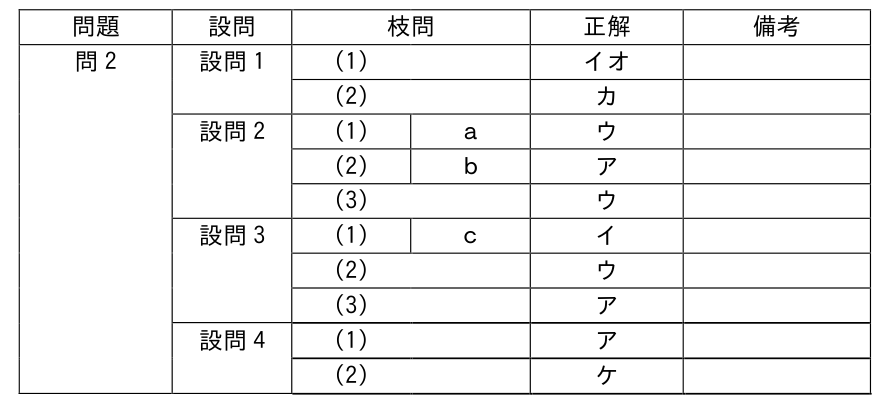 問題 設問 枝問 正解 備考
問2 設問1 (1) イオ
(2) カ
設問2 (1) a ウ
(2) b ア
(3) ウ
設問3 (1) c イ
(2) ウ
(3) ア
設問4 (1) ア
(2) ケ